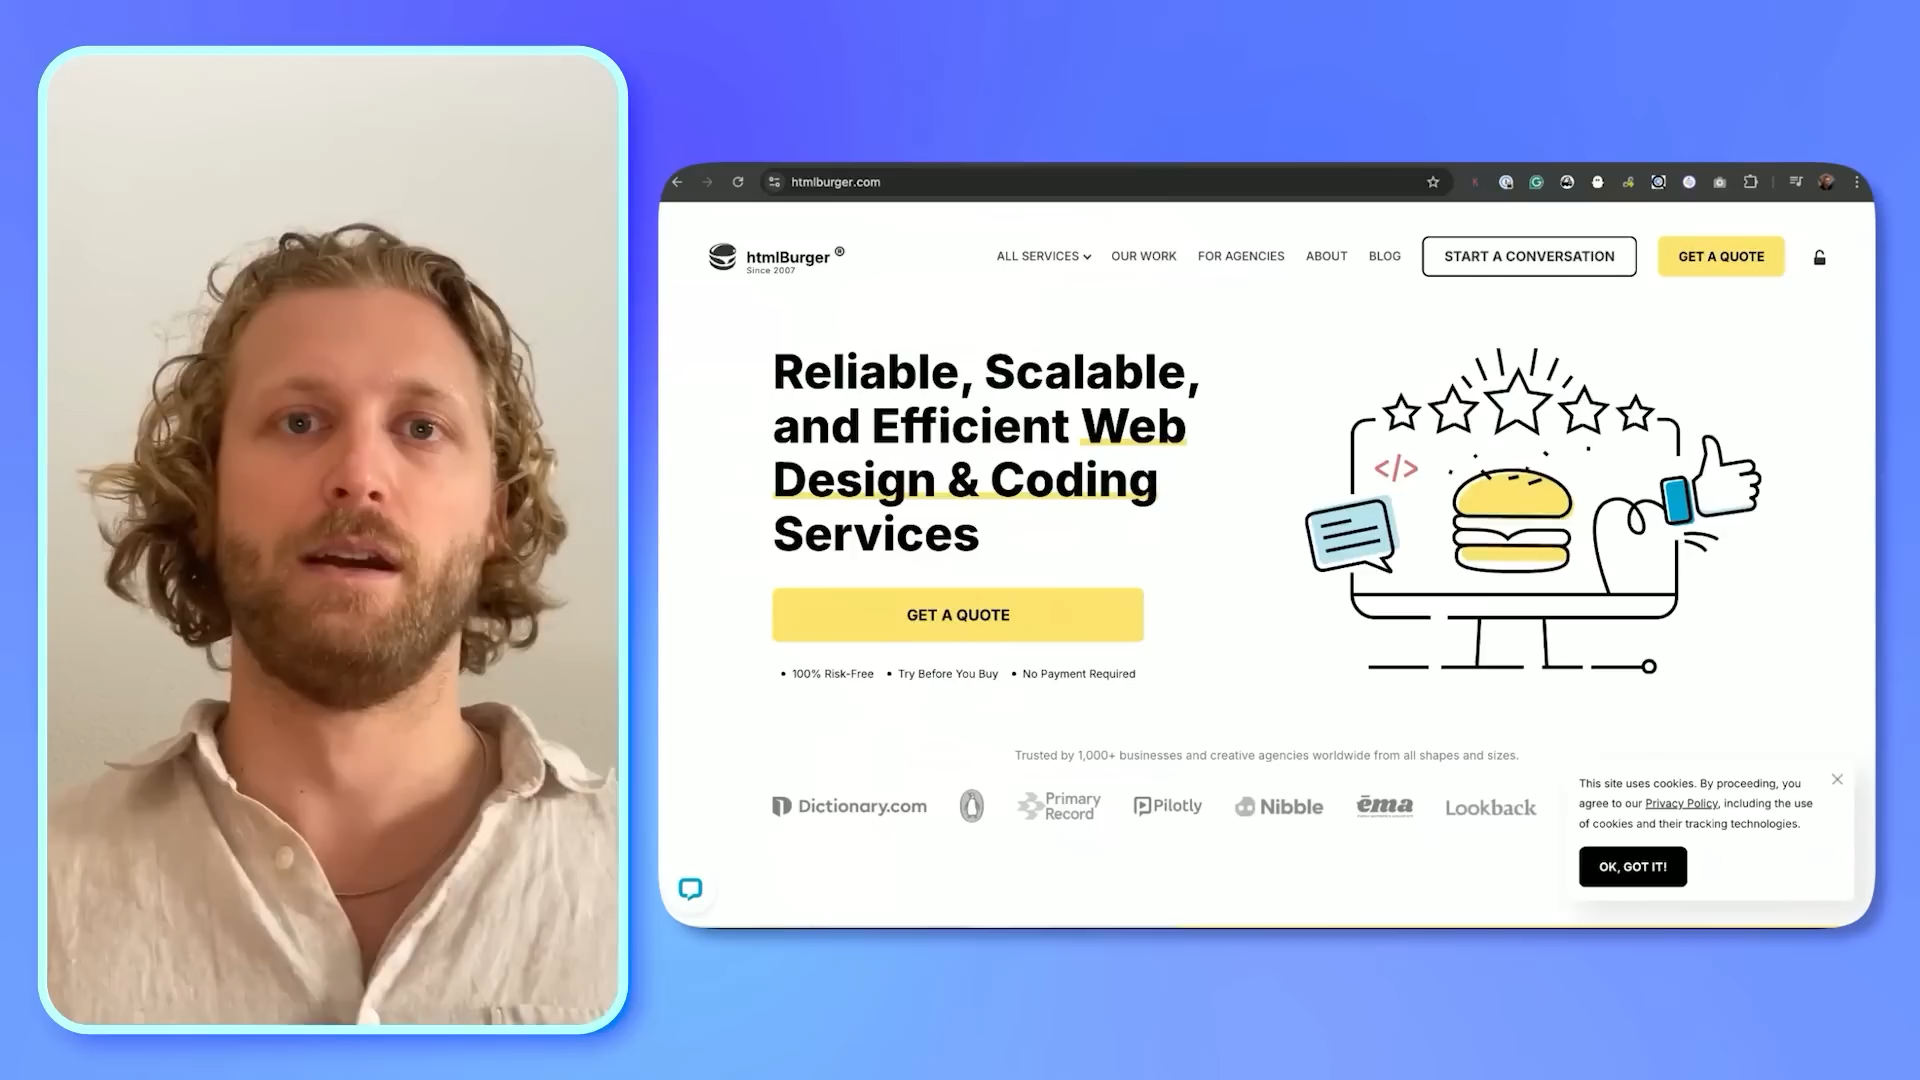 htmlburger.com
htmlBurger ®
Since 2007
ALL SERVICES
OUR WORK
FOR AGENCIES
ABOUT
BLOG
START A CONVERSATION
GET A QUOTE
Reliable, Scalable,
and Efficient Web
Design & Coding
Services
</>
GET A QUOTE
• 100% Risk-Free • Try Before You Buy • No Payment Required
Trusted by 1,000+ businesses and creative agencies worldwide from all shapes and sizes.
Dictionary.com
Primary
Record
Pilotly
Nibble
ēma
Lookback
This site uses cookies. By proceeding, you
agree to our Privacy Policy, including the use
of cookies and their tracking technologies.
OK, GOT IT!